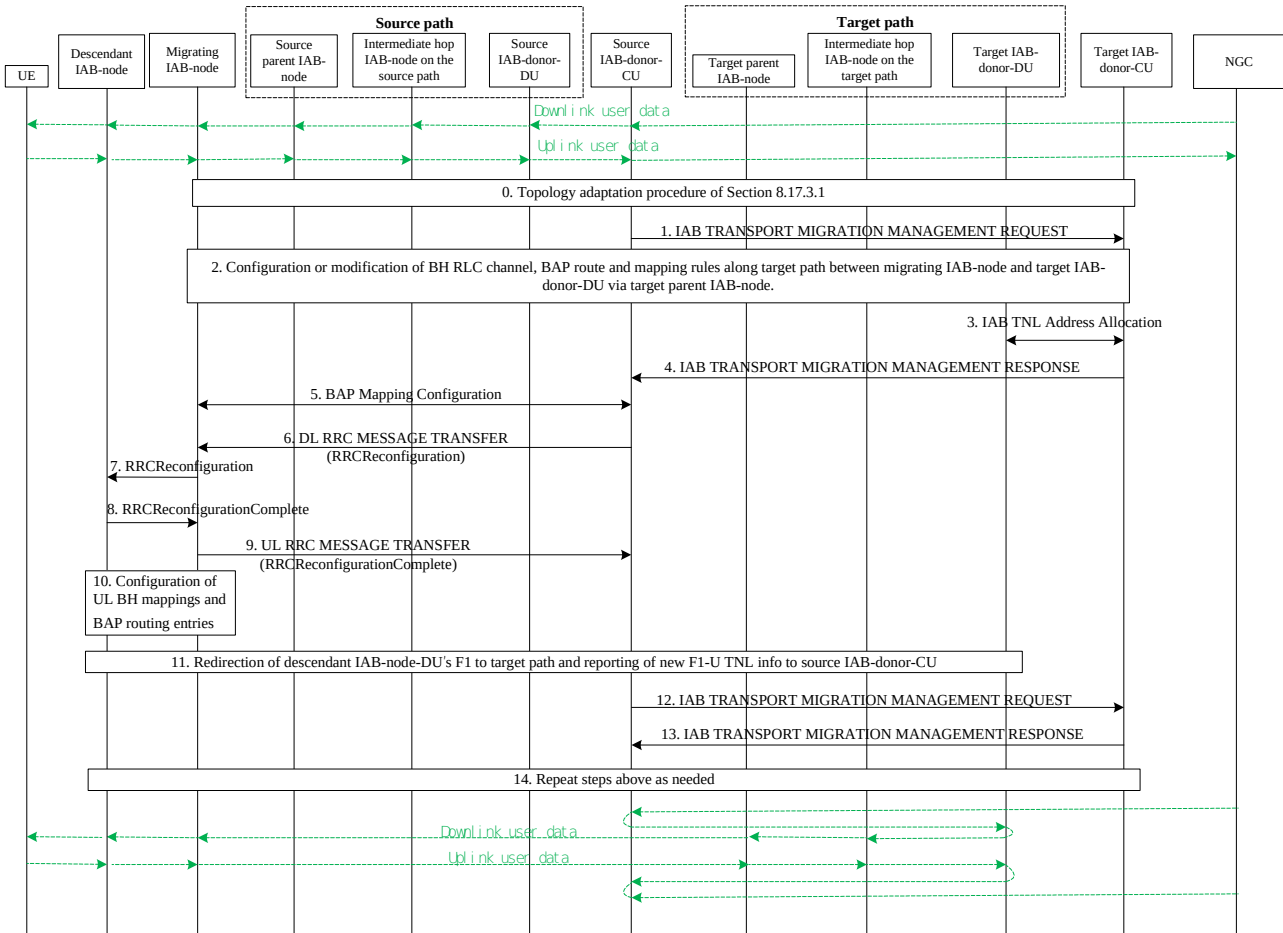 Source path
Target path
UE
Descendant
IAB-node
Migrating
IAB-node
Source
parent IAB-
node
Intermediate hop
IAB-node on the
source path
Source
IAB-donor-
DU
Source
IAB-donor-
CU
Target parent
IAB-node
Intermediate hop
IAB-node on the
target path
Target IAB-
donor-DU
Target IAB-
donor-CU
NGC
Downlink user data
Uplink user data
0. Topology adaptation procedure of Section 8.17.3.1
1. IAB TRANSPORT MIGRATION MANAGEMENT REQUEST
2. Configuration or modification of BH RLC channel, BAP route and mapping rules along target path between migrating IAB-node and target IAB-
donor-DU via target parent IAB-node.
3. IAB TNL Address Allocation
4. IAB TRANSPORT MIGRATION MANAGEMENT RESPONSE
5. BAP Mapping Configuration
6. DL RRC MESSAGE TRANSFER
(RRCReconfiguration)
7. RRCReconfiguration
8. RRCReconfigurationComplete
9. UL RRC MESSAGE TRANSFER
(RRCReconfigurationComplete)
10. Configuration of
UL BH mappings and
BAP routing entries
11. Redirection of descendant IAB-node-DU's F1 to target path and reporting of new F1-U TNL info to source IAB-donor-CU
12. IAB TRANSPORT MIGRATION MANAGEMENT REQUEST
13. IAB TRANSPORT MIGRATION MANAGEMENT RESPONSE
14. Repeat steps above as needed
Downlink user data
Uplink user data